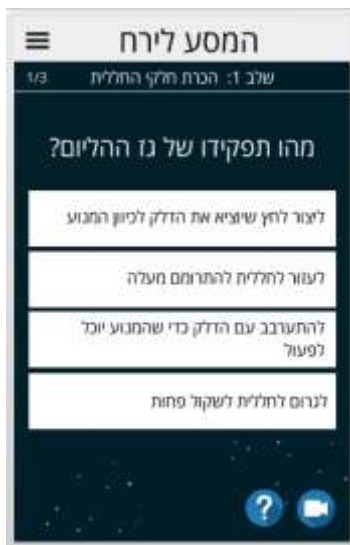 המסע לירח
שלב 1: הכרת חלקי החללית
1/3
מהו תפקידו של גז ההליום?
ליצור לחץ שיוציא את הדלק לכיוון המנוע
לעזור לחללית להתרומם מעלה
להתערבב עם הדלק כדי שהמנוע יוכל
לפעול
לגרום לחללית לשקול פחות
?